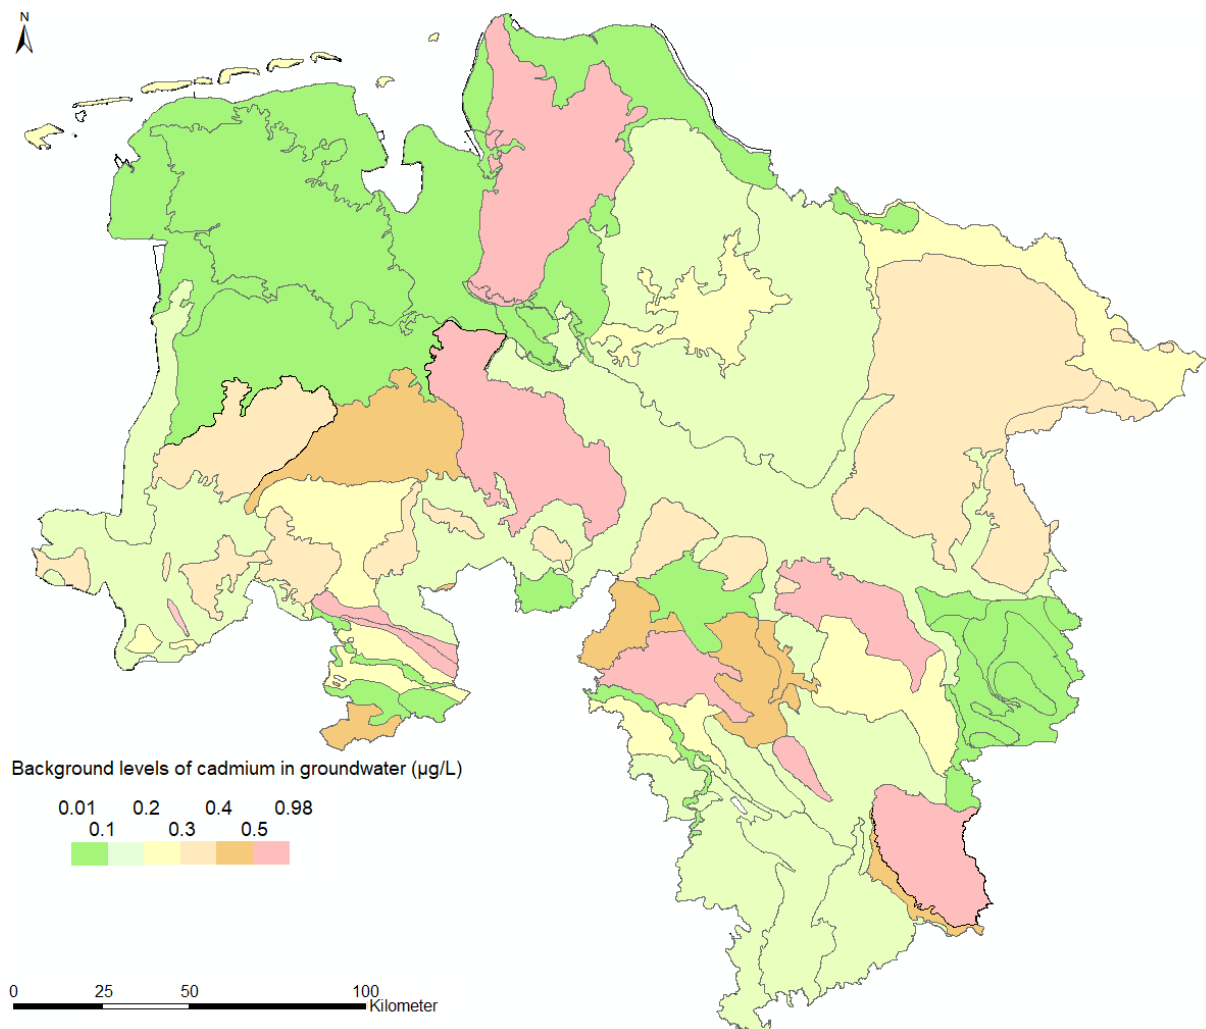 N
Background levels of cadmium in groundwater (µg/L)
0.01 0.2 0.4 0.98
0.1 0.3 0.5
0 25 50 100
Kilometer